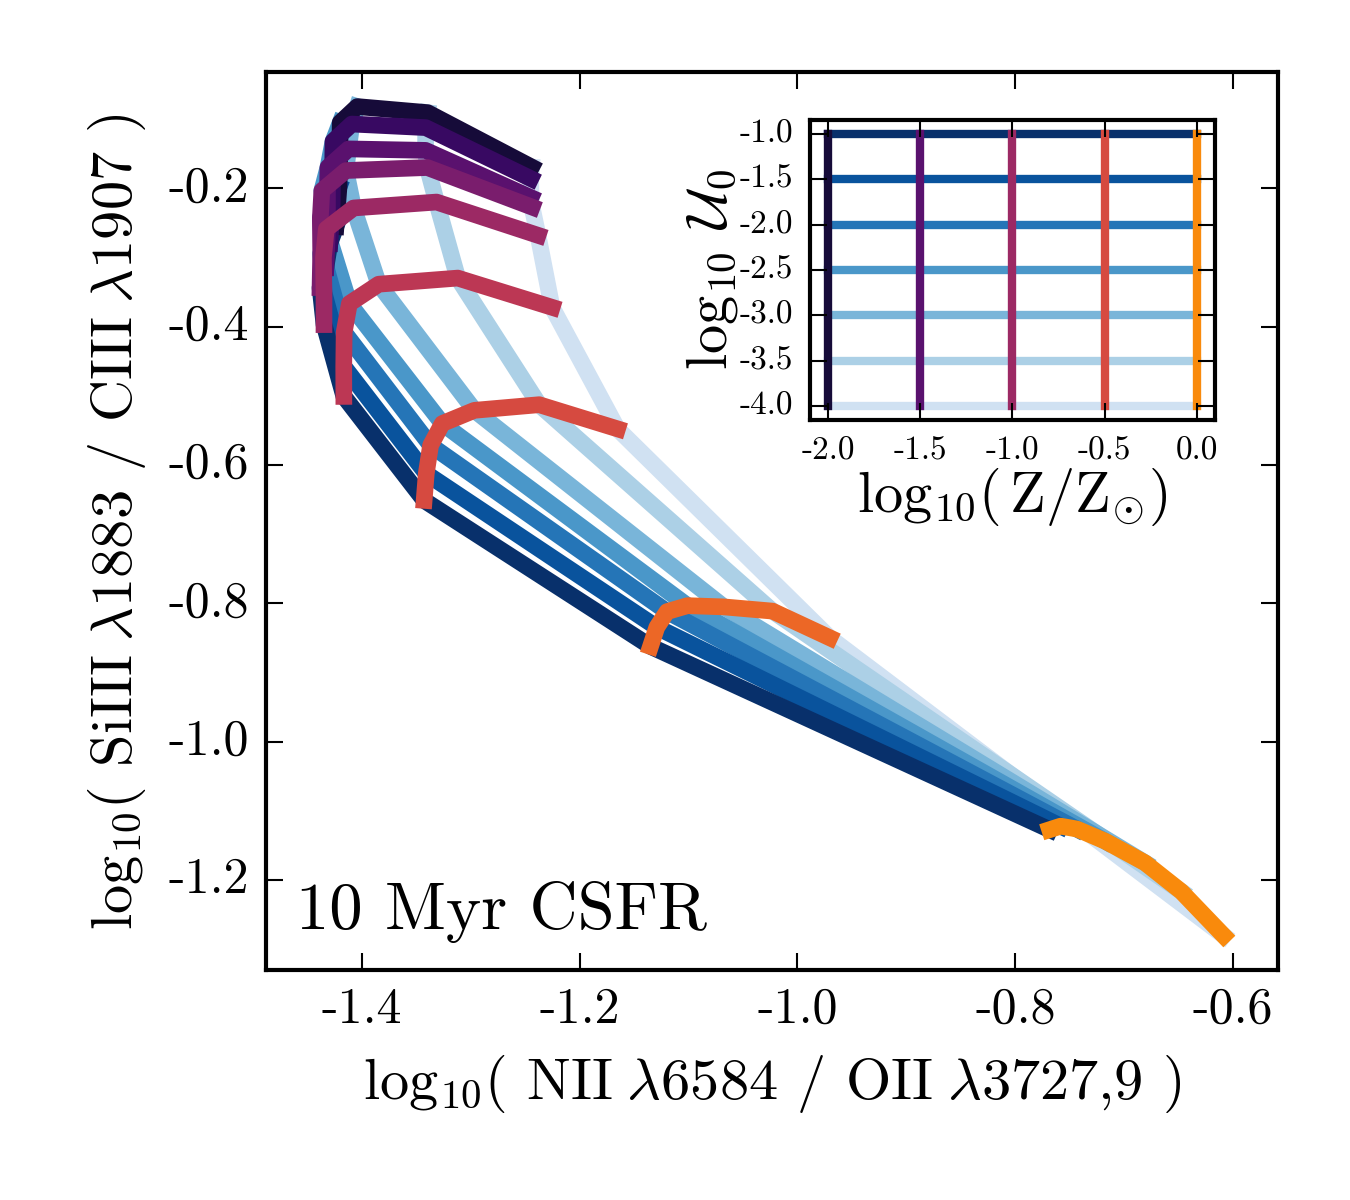 log10( SiIII λ1883 / CIII λ1907 )
-0.2
-0.4
-0.6
-0.8
-1.0
-1.2
log10 𝒰0
-1.0
-1.5
-2.0
-2.5
-3.0
-3.5
-4.0
-2.0 -1.5 -1.0 -0.5 0.0
log10( Z/Z⊙)
10 Myr CSFR
-1.4 -1.2 -1.0 -0.8 -0.6
log10( NII λ6584 / OII λ3727,9 )